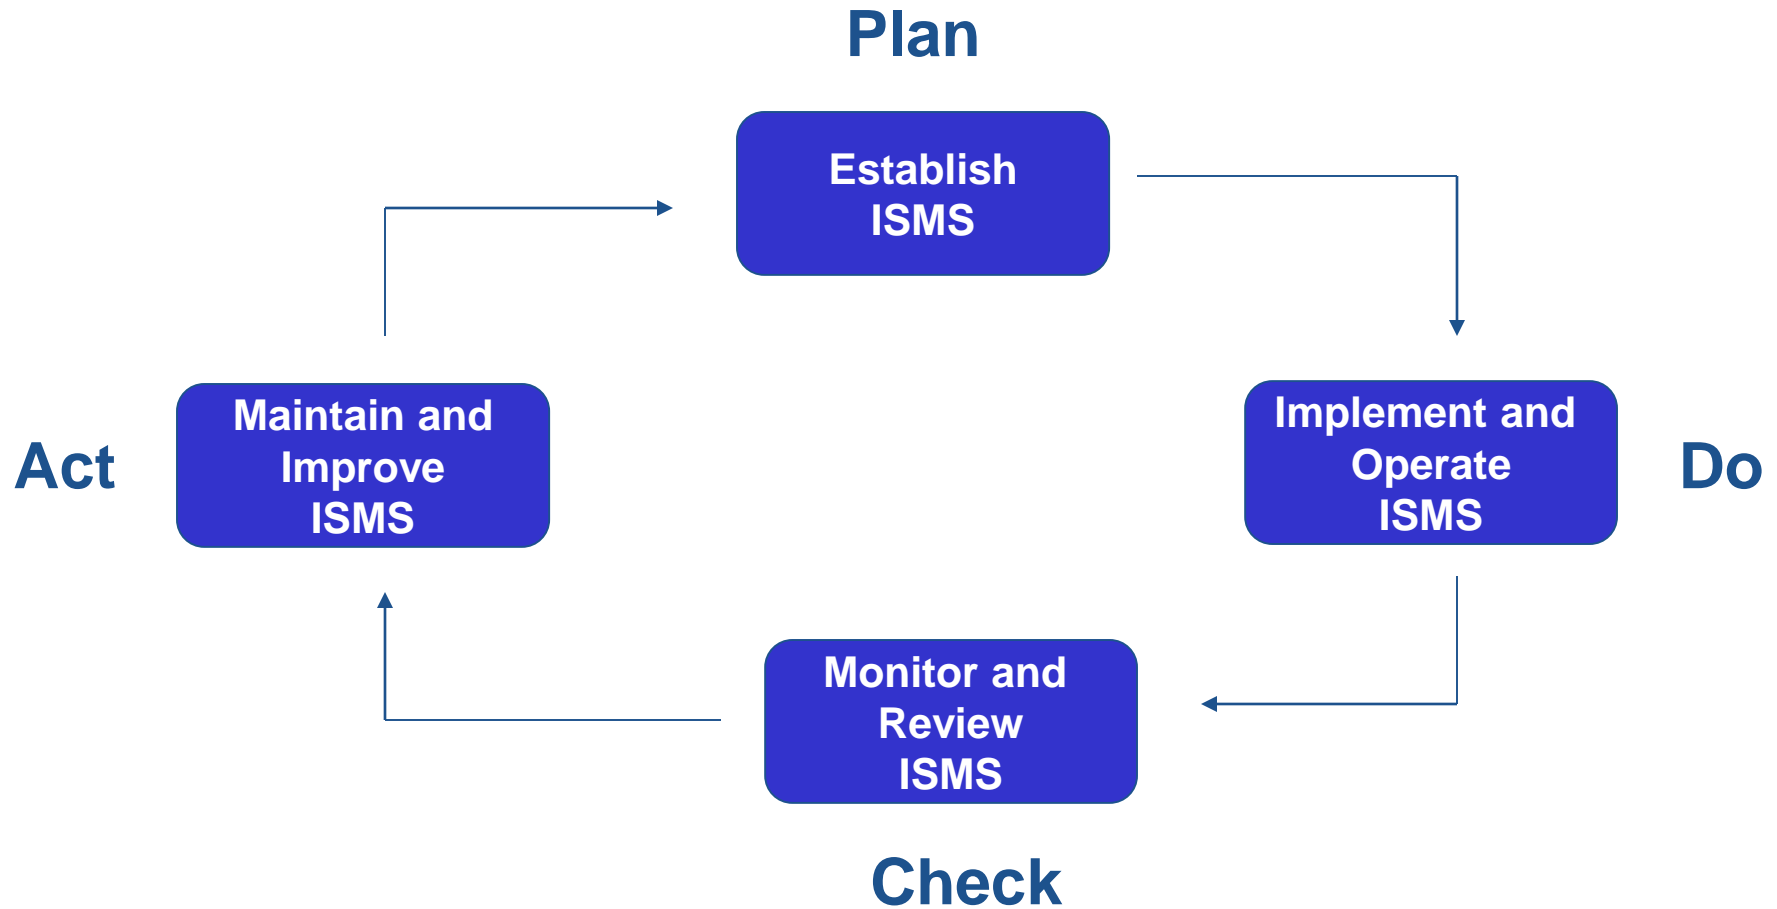 Plan
Establish
ISMS
Act
Maintain and
Improve
ISMS
Implement and
Operate
ISMS
Do
Monitor and
Review
ISMS
Check